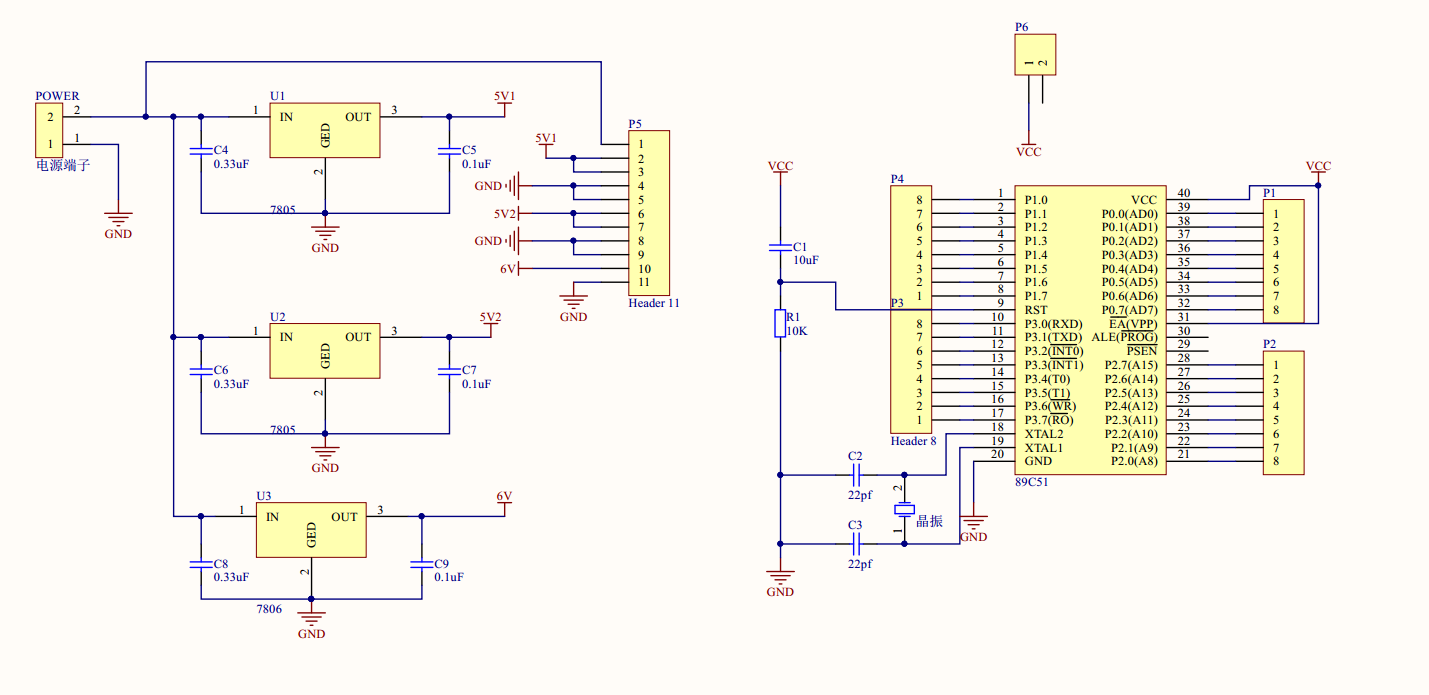 POWER
2
2
1
1
电源端子
GND
U1
1
IN
OUT
3
GED
2
7805
C4
0.33uF
C5
0.1uF
5V1
GND
U2
1
IN
OUT
3
GED
2
7805
C6
0.33uF
C7
0.1uF
5V2
GND
U3
1
IN
OUT
3
GED
2
7806
C8
0.33uF
C9
0.1uF
6V
GND
P5
1
2
3
4
5
6
7
8
9
10
11
Header 11
5V1
GND
5V2
GND
6V
GND
P6
1
2
VCC
VCC
C1
10uF
R1
10K
GND
C2
22pf
C3
22pf
2
1
晶振
GND
P4
8
7
6
5
4
3
2
1
P3
8
7
6
5
4
3
2
1
Header 8
1 P1.0
2 P1.1
3 P1.2
4 P1.3
5 P1.4
6 P1.5
7 P1.6
8 P1.7
9 RST
10 P3.0(RXD)
11 P3.1(TXD)
12 P3.2(INT0)
13 P3.3(INT1)
14 P3.4(T0)
15 P3.5(T1)
16 P3.6(WR)
17 P3.7(RO)
18 XTAL2
19 XTAL1
20 GND
89C51
VCC 40
P0.0(AD0) 39
P0.1(AD1) 38
P0.2(AD2) 37
P0.3(AD3) 36
P0.4(AD4) 35
P0.5(AD5) 34
P0.6(AD6) 33
P0.7(AD7) 32
EA(VPP) 31
ALE(PROG) 30
PSEN 29
P2.7(A15) 28
P2.6(A14) 27
P2.5(A13) 26
P2.4(A12) 25
P2.3(A11) 24
P2.2(A10) 23
P2.1(A9) 22
P2.0(A8) 21
VCC
P1
1
2
3
4
5
6
7
8
P2
1
2
3
4
5
6
7
8